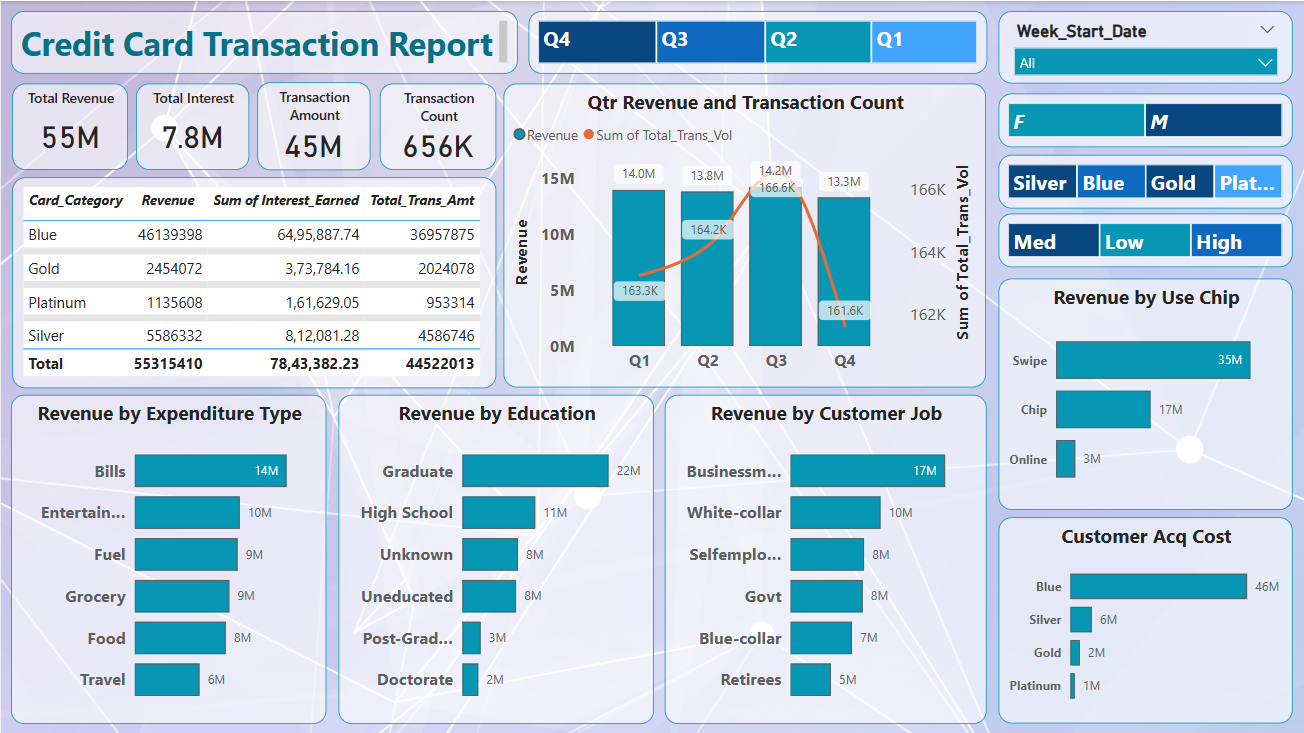 Credit Card Transaction Report
Q4 Q3 Q2 Q1
Week_Start_Date
All
Total Revenue
55M
Total Interest
7.8M
Transaction
Amount
45M
Transaction
Count
656K
F M
Silver Blue Gold Plat...
Med Low High
Card_Category Revenue Sum of Interest_Earned Total_Trans_Amt
Blue 46139398 64,95,887.74 36957875
Gold 2454072 3,73,784.16 2024078
Platinum 1135608 1,61,629.05 953314
Silver 5586332 8,12,081.28 4586746
Total 55315410 78,43,382.23 44522013
Qtr Revenue and Transaction Count
Revenue Sum of Total_Trans_Vol
Revenue
15M
10M
5M
0M
14.0M 13.8M 14.2M 13.3M
163.3K 164.2K 166.6K 161.6K
Q1 Q2 Q3 Q4
166K
164K
162K
Sum of Total_Trans_Vol
Revenue by Use Chip
Swipe 35M
Chip 17M
Online 3M
Revenue by Expenditure Type
Bills 14M
Entertain... 10M
Fuel 9M
Grocery 9M
Food 8M
Travel 6M
Revenue by Education
Graduate 22M
High School 11M
Unknown 8M
Uneducated 8M
Post-Grad... 3M
Doctorate 2M
Revenue by Customer Job
Businessm... 17M
White-collar 10M
Selfemplo... 8M
Govt 8M
Blue-collar 7M
Retirees 5M
Customer Acq Cost
Blue 46M
Silver 6M
Gold 2M
Platinum 1M